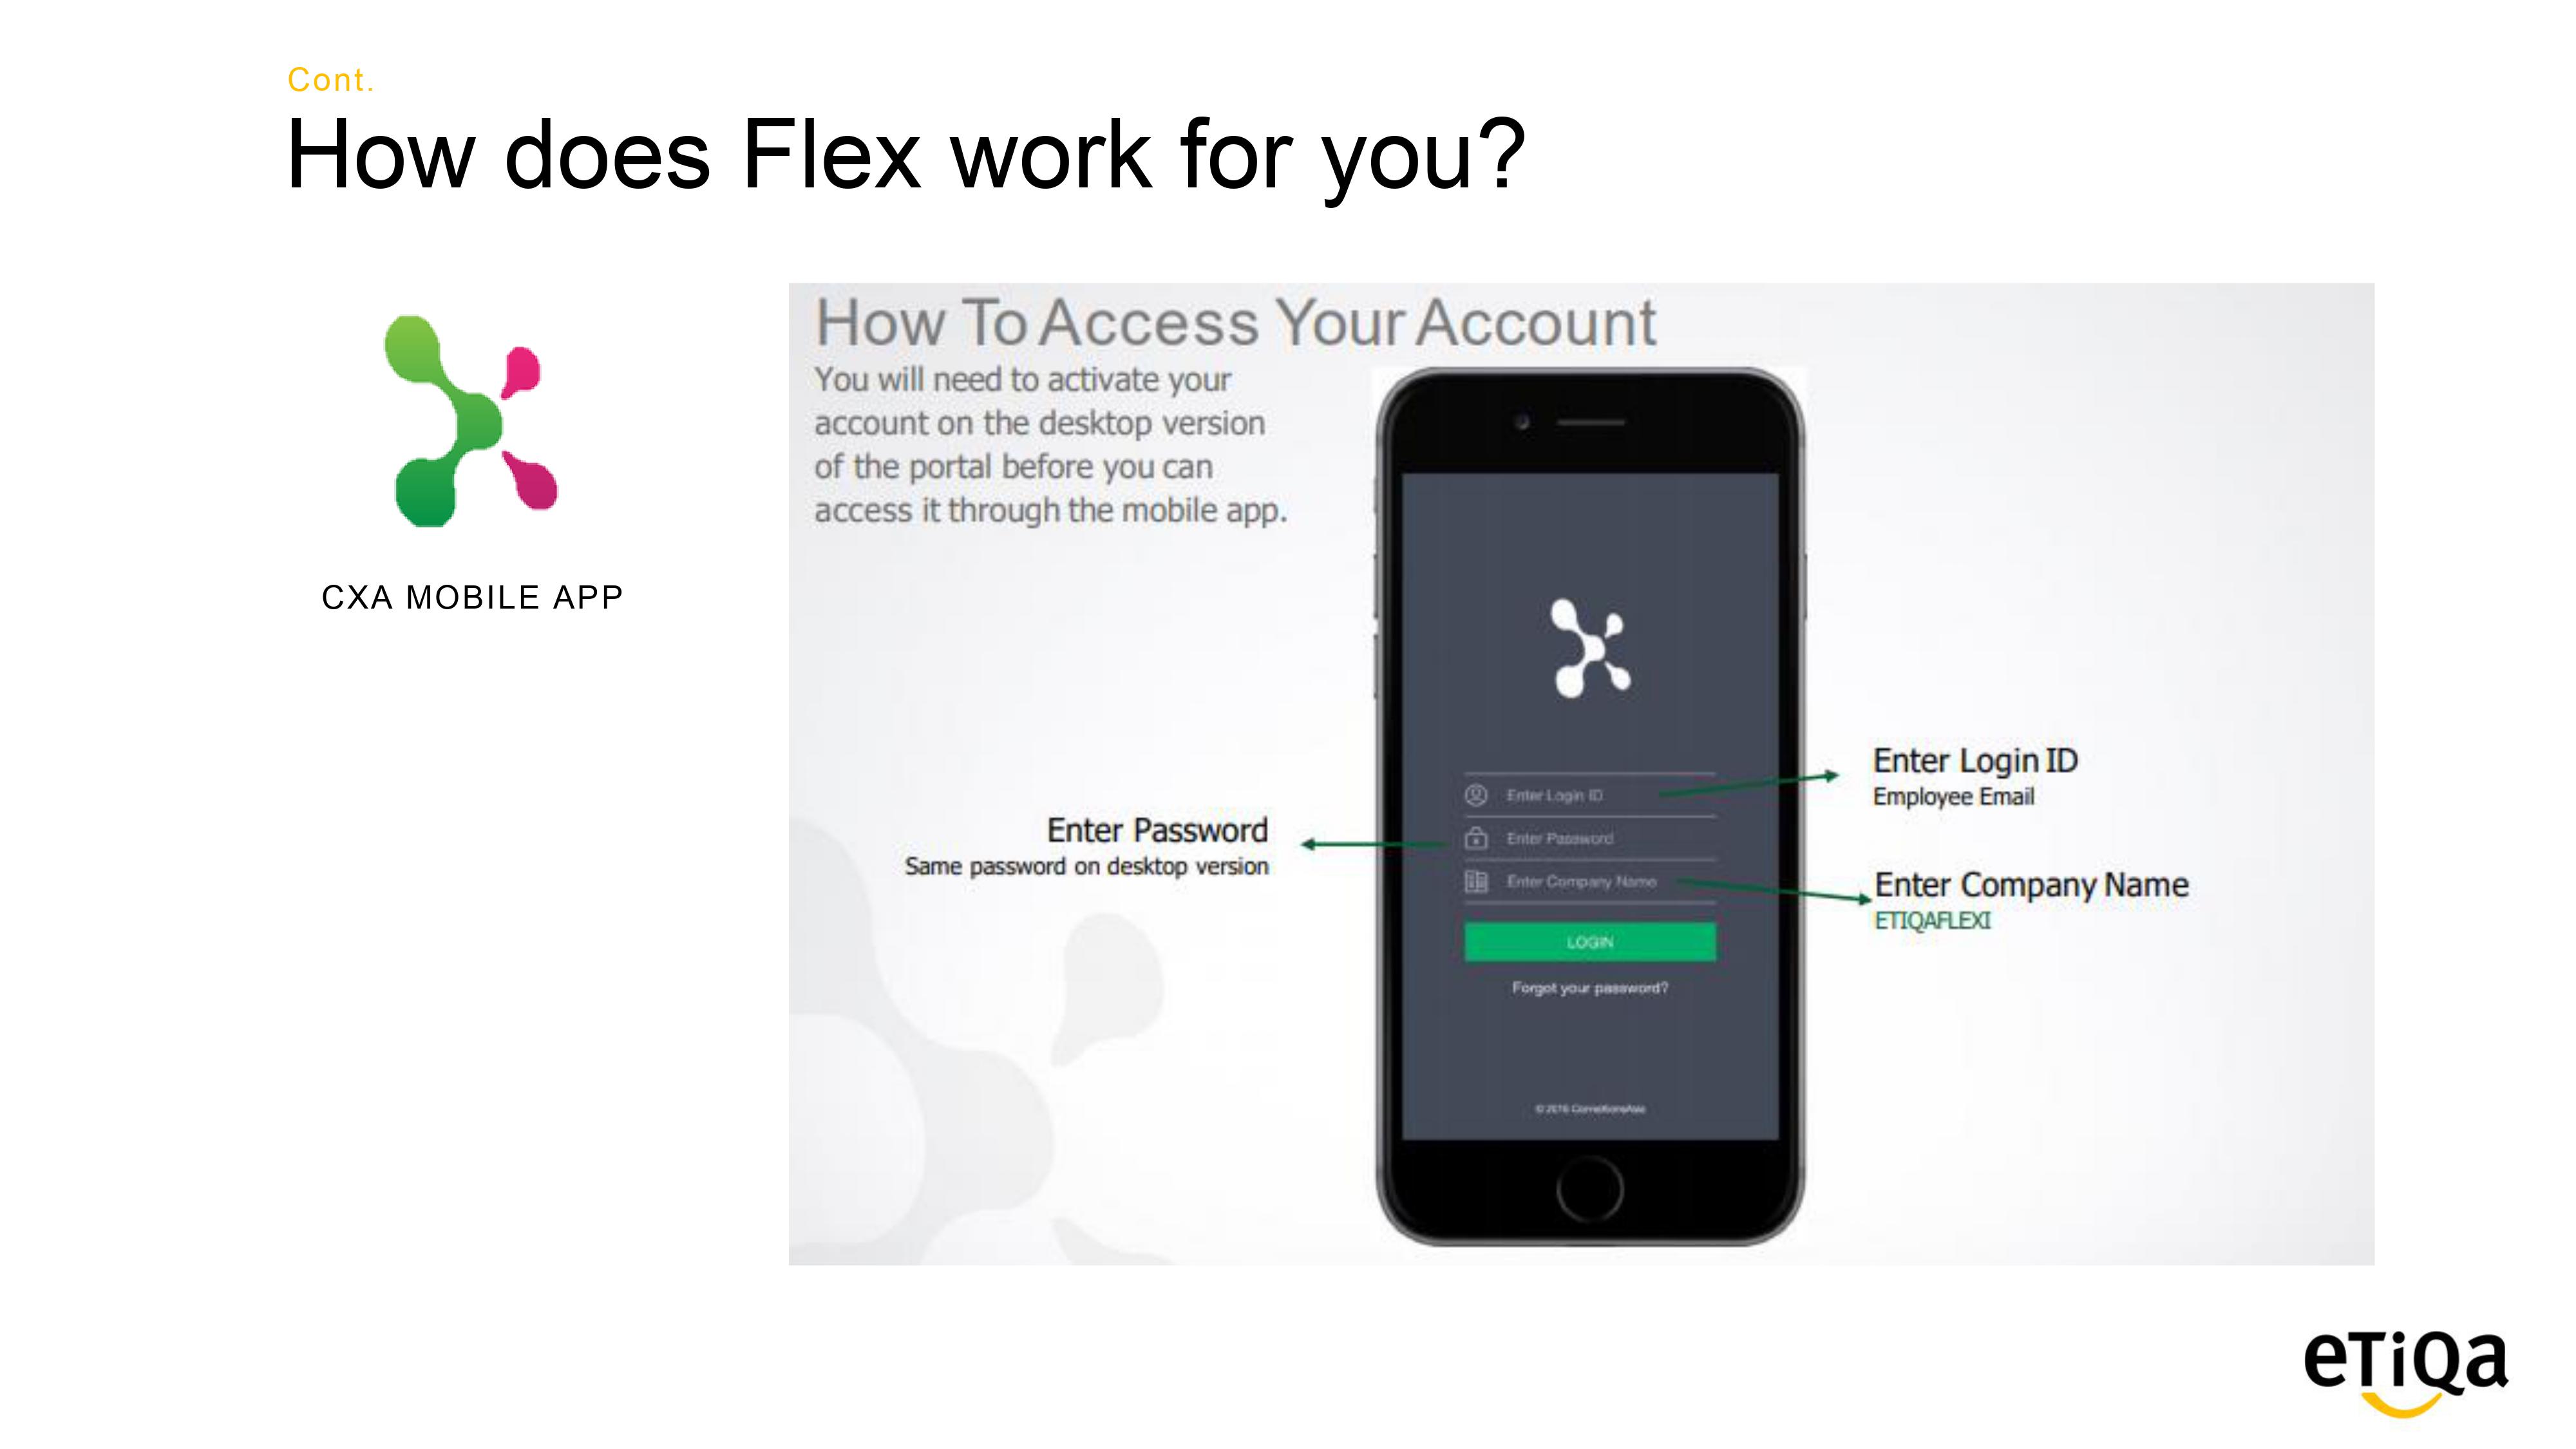 Cont.
How does Flex work for you?
CXA MOBILE APP
How To Access Your Account
You will need to activate your
account on the desktop version
of the portal before you can
access it through the mobile app.
Enter Login ID
Employee Email
Enter Password
Same password on desktop version
Enter Company Name
ETIQAFLEXI
Enter Login ID
Enter Password
Enter Company Name
LOGIN
Forgot your password?
eTiQa